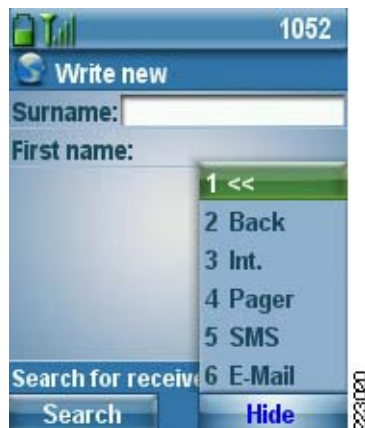 1052
Write new
Surname:
First name:
1 <<
2 Back
3 Int.
4 Pager
5 SMS
6 E-Mail
Search for receive
Search
Hide
223020